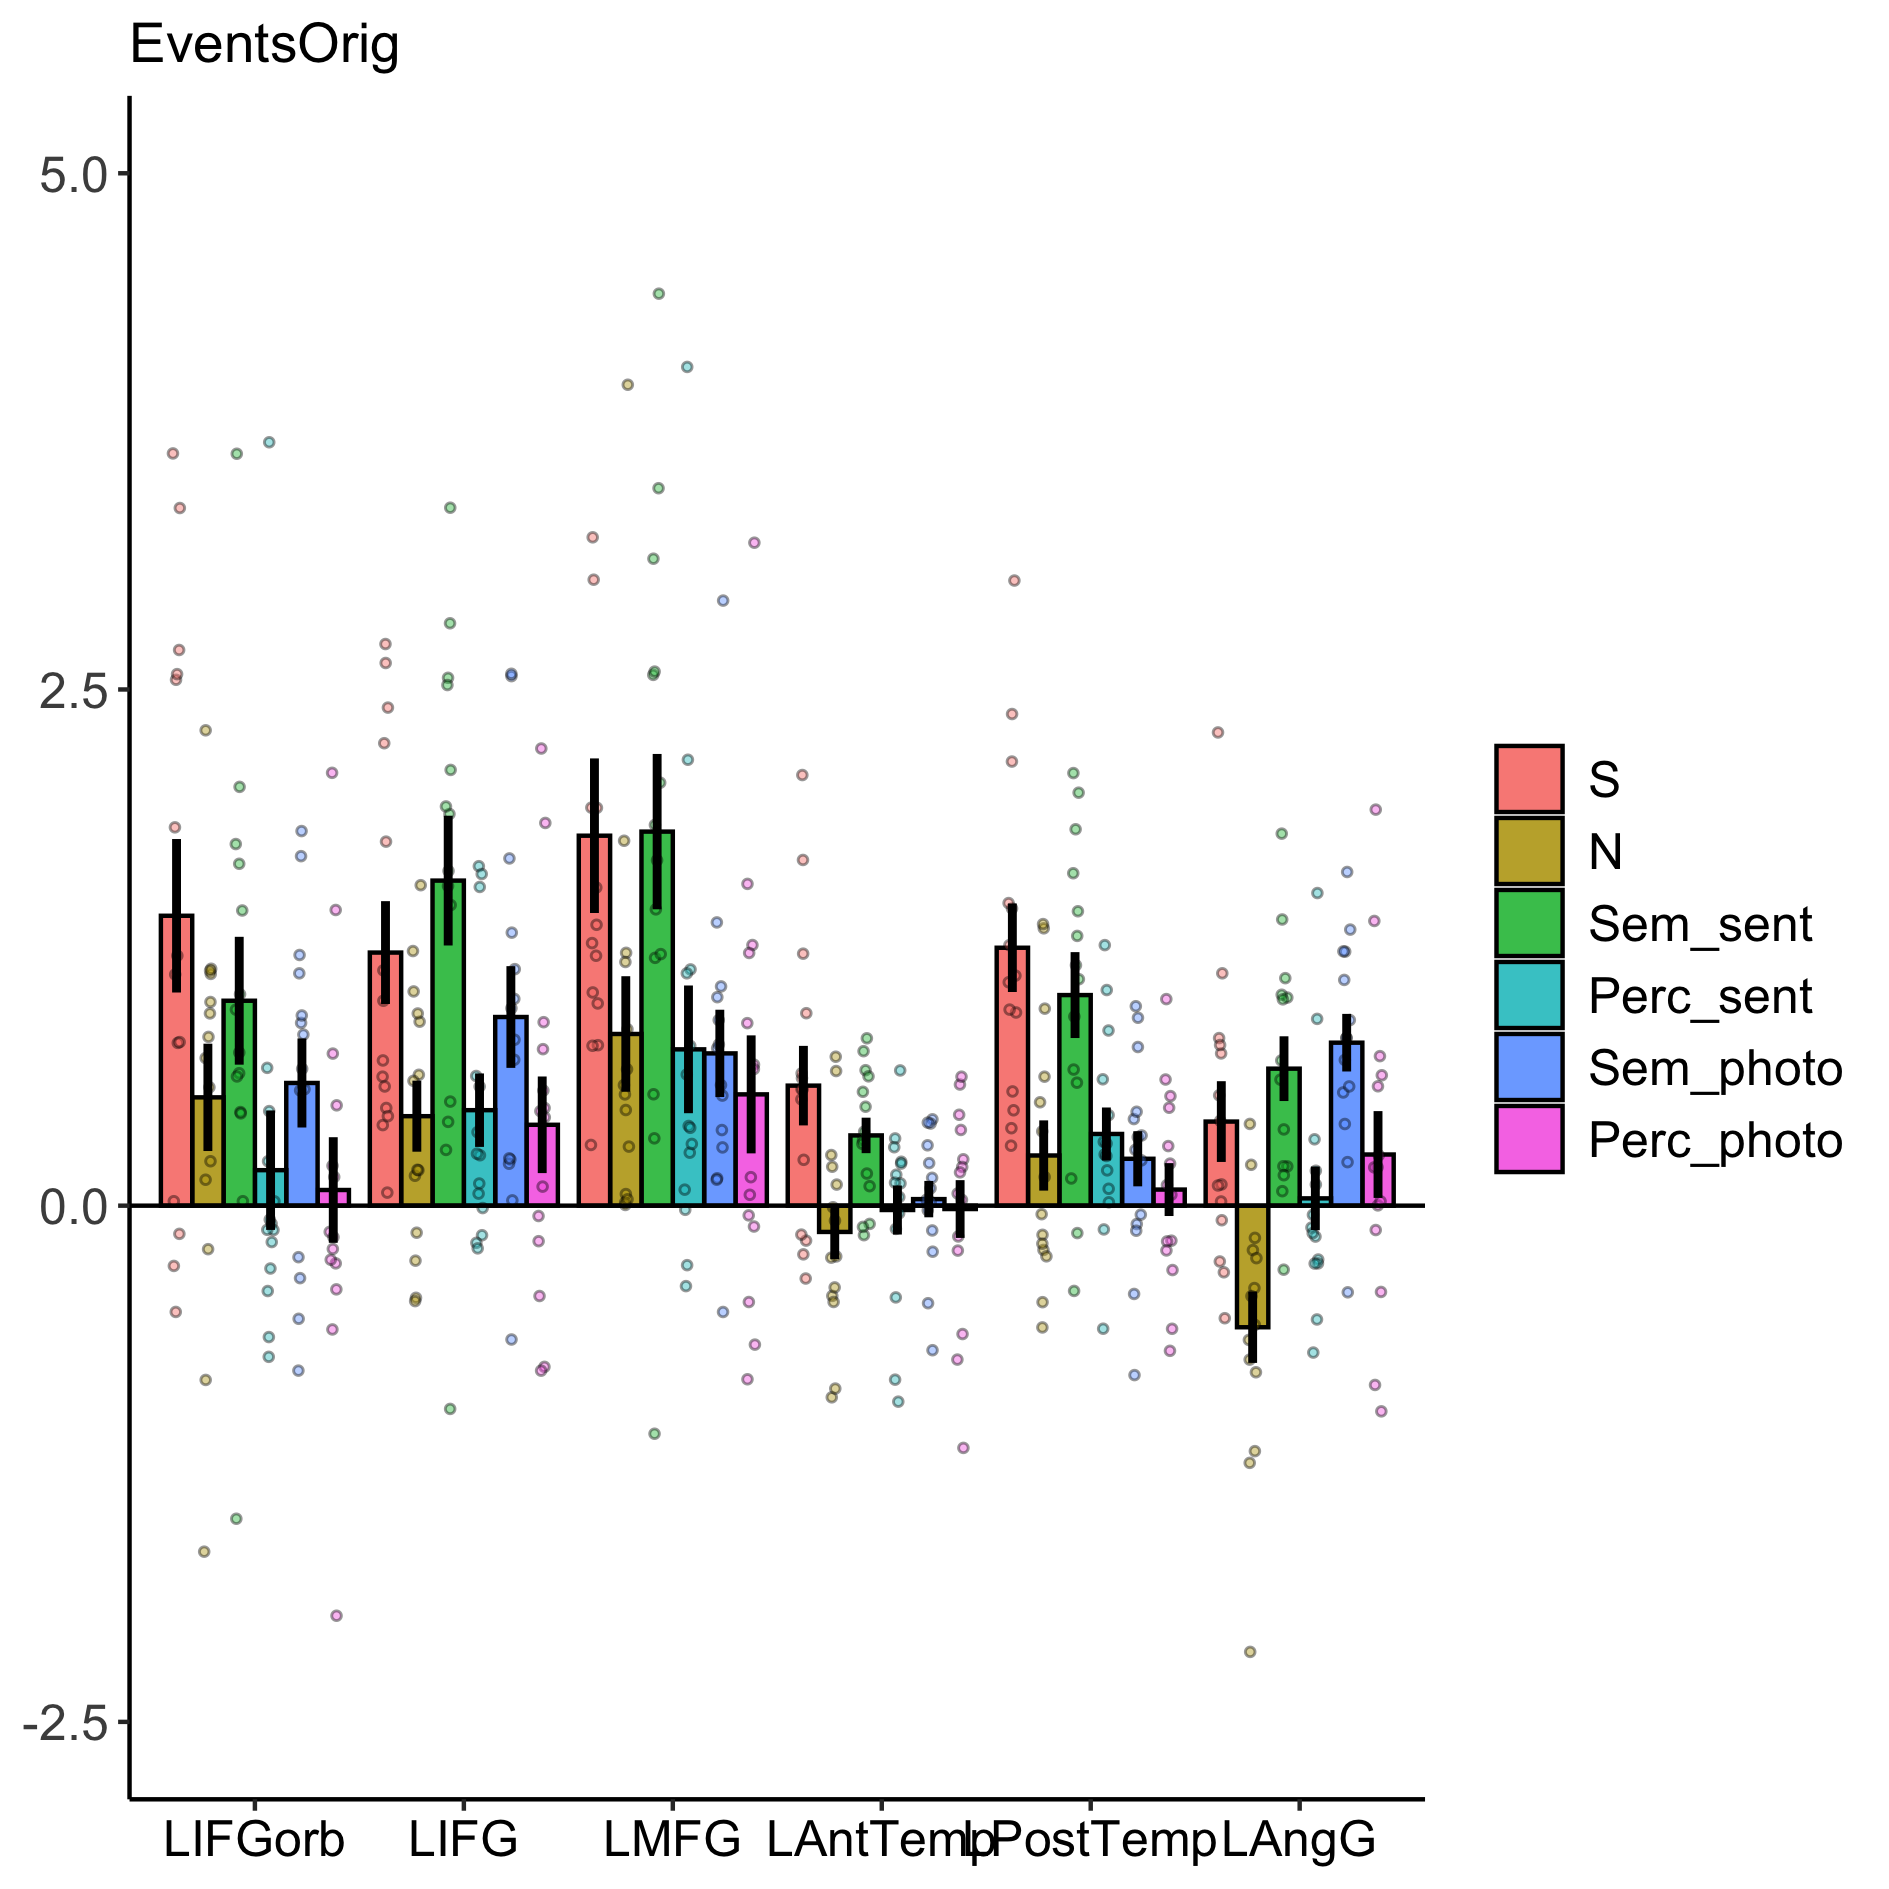 EventsOrig
5.0
2.5
0.0
-2.5
LIFGorb LIFG LMFG LAntTemp LPostTemp LAngG
S
N
Sem_sent
Perc_sent
Sem_photo
Perc_photo